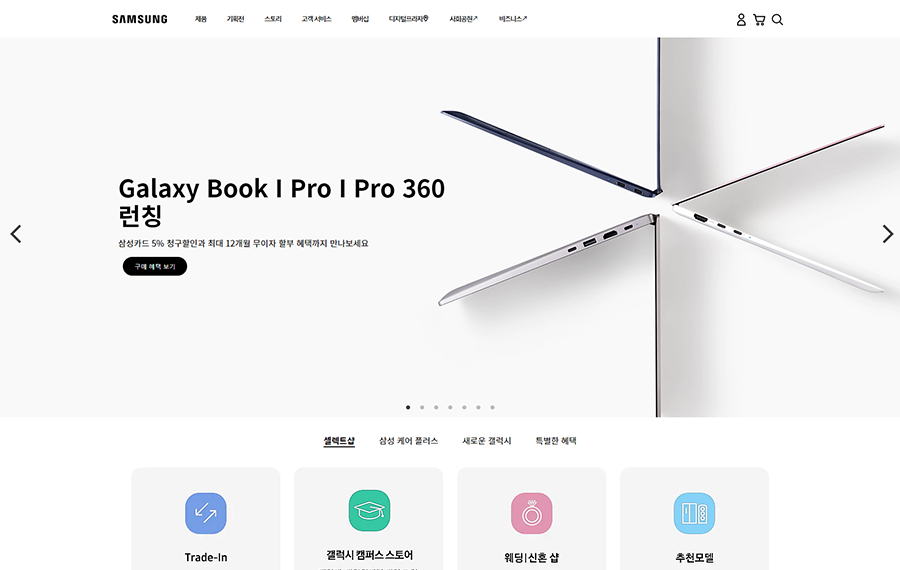 SAMSUNG
제품 기획전 스토리 고객 서비스 멤버십 디지털프라자 사회공헌↗ 비즈니스↗
Galaxy Book I Pro I Pro 360
런칭
삼성카드 5% 청구할인과 최대 12개월 무이자 할부 혜택까지 만나보세요
구매 혜택 보기
셀렉트샵 삼성 케어 플러스 새로운 갤럭시 특별한 혜택
Trade-In
갤럭시 캠퍼스 스토어
웨딩|신혼 샵
추천모델